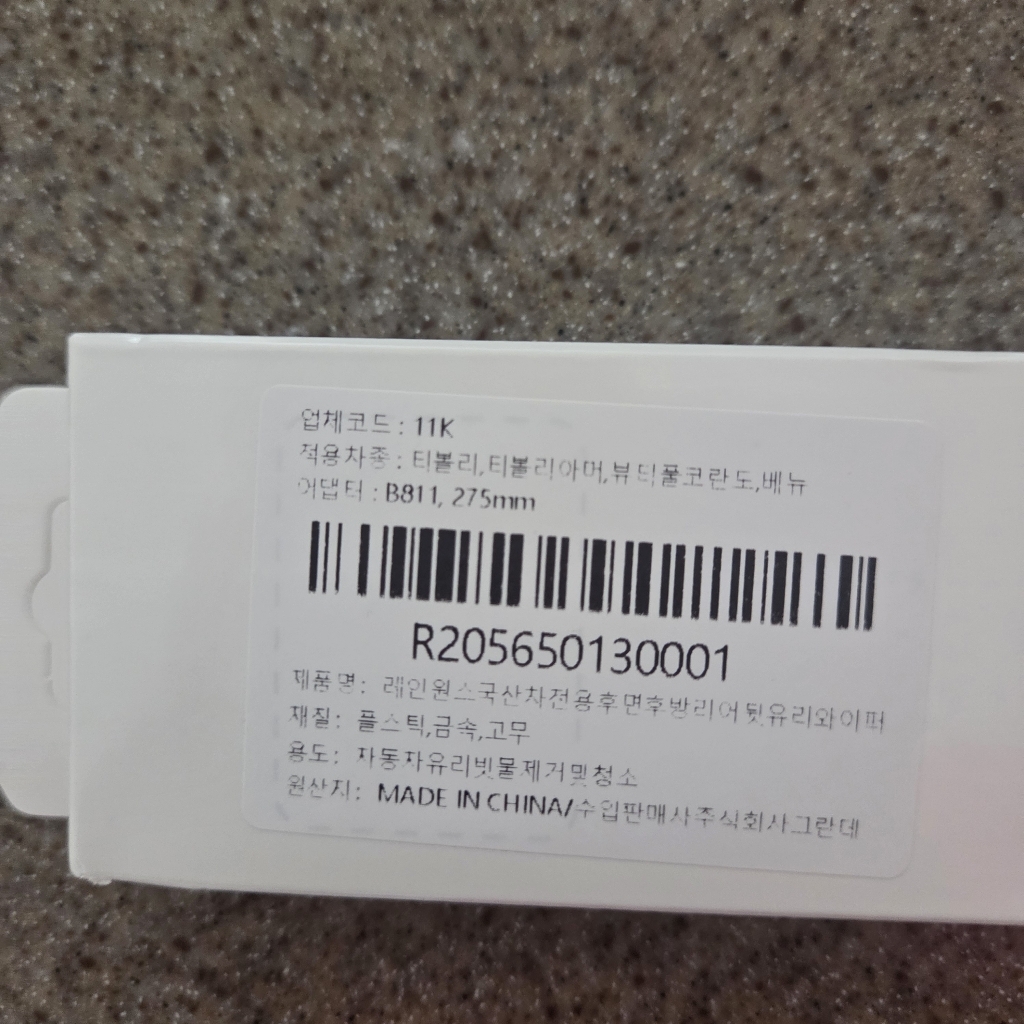 업체코드 : 11K
적용차종 : 티볼리,티볼리아머,뷰티풀코란도,베뉴
어댑터 : B811, 275mm
R205650130001
제품명: 레인원스국산차전용후면후방리어뒷유리와이퍼
재질: 플스틱,금속,고무
용도: 자동자유리빗물제거및청소
원산지: MADE IN CHINA/수입판매사주식회사그란데